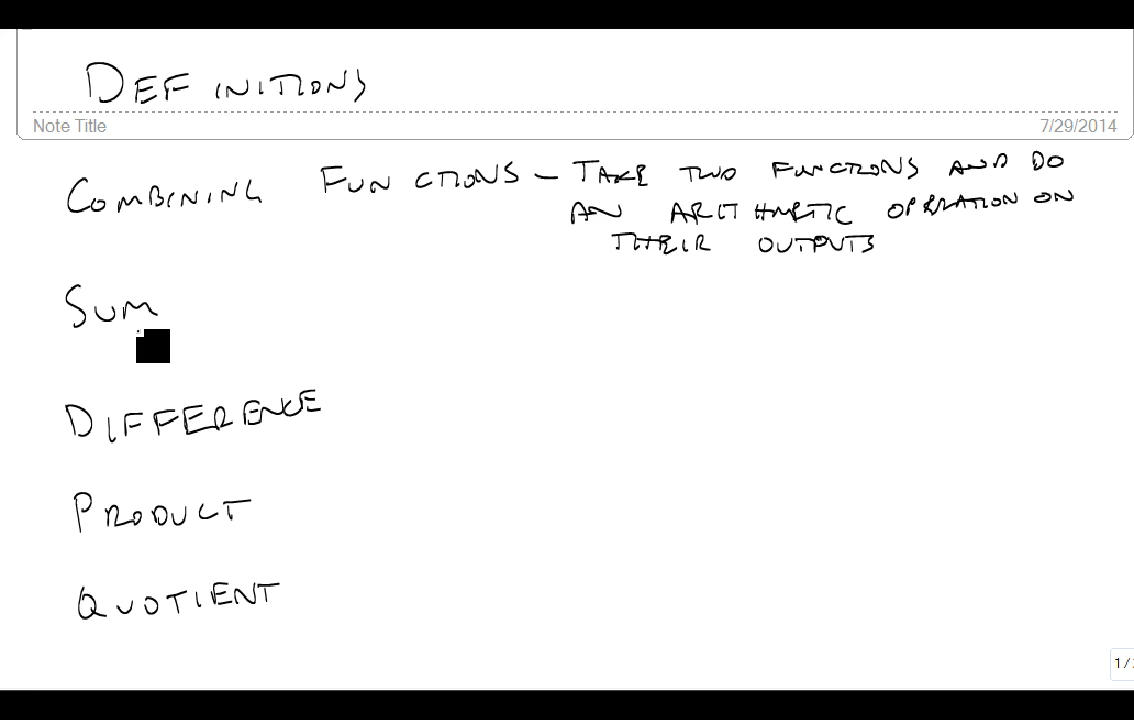 DEFINITIONS
Note Title
7/29/2014
COMBINING FUNCTIONS - TAKE TWO FUNCTIONS AND DO
AN ARITHMETIC OPERATION ON
THEIR OUTPUTS
SUM
DIFFERENCE
PRODUCT
QUOTIENT
1/